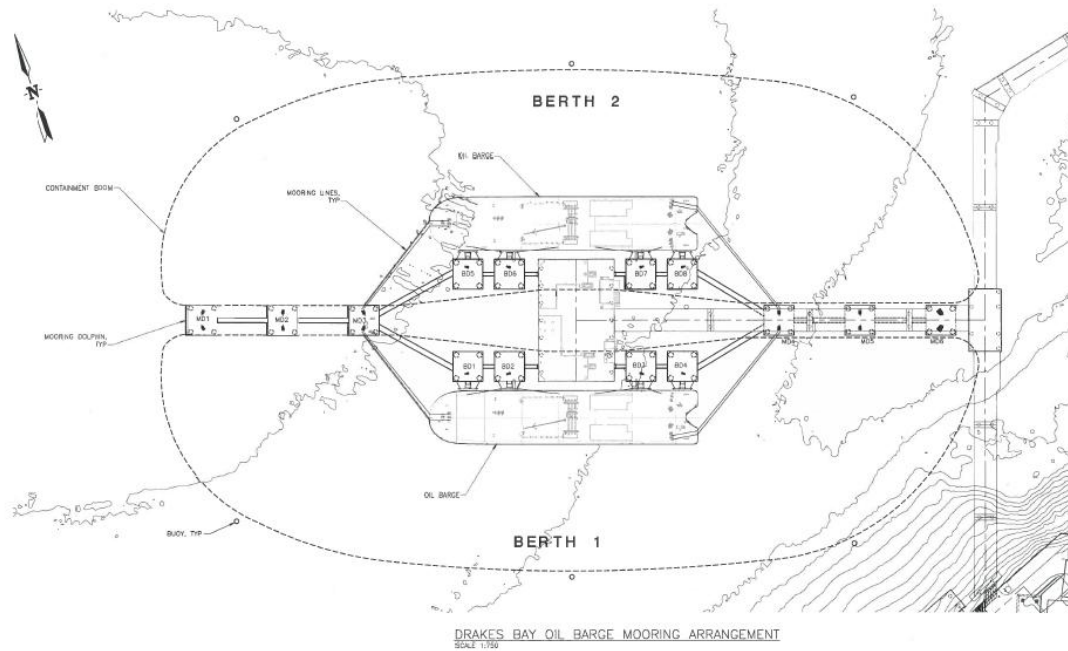 N
BERTH 2
OIL BARGE
CONTAINMENT BOOM
MOORING LINES,
TYP
BD5 BD6 BD7 BD8
MD1 MD2 MD3
MOORING DOLPHIN,
TYP
MD5 MD6
BD1 BD2 BD3 BD4
OIL BARGE
BUOY, TYP
BERTH 1
DRAKES BAY OIL BARGE MOORING ARRANGEMENT
SCALE 1:750